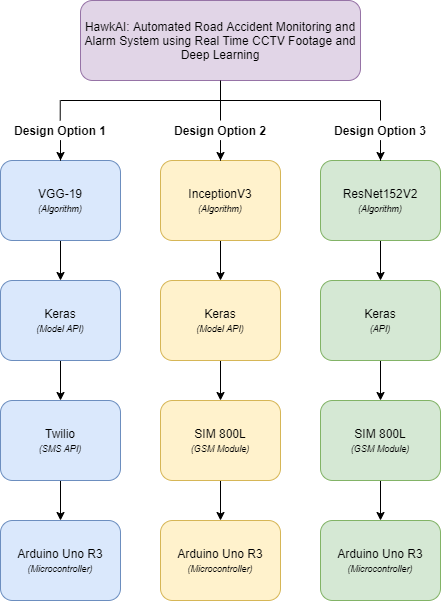 HawkAI: Automated Road Accident Monitoring and
Alarm System using Real Time CCTV Footage and
Deep Learning
Design Option 1
Design Option 2
Design Option 3
VGG-19
(Algorithm)
InceptionV3
(Algorithm)
ResNet152V2
(Algorithm)
Keras
(Model API)
Keras
(Model API)
Keras
(API)
Twilio
(SMS API)
SIM 800L
(GSM Module)
SIM 800L
(GSM Module)
Arduino Uno R3
(Microcontroller)
Arduino Uno R3
(Microcontroller)
Arduino Uno R3
(Microcontroller)